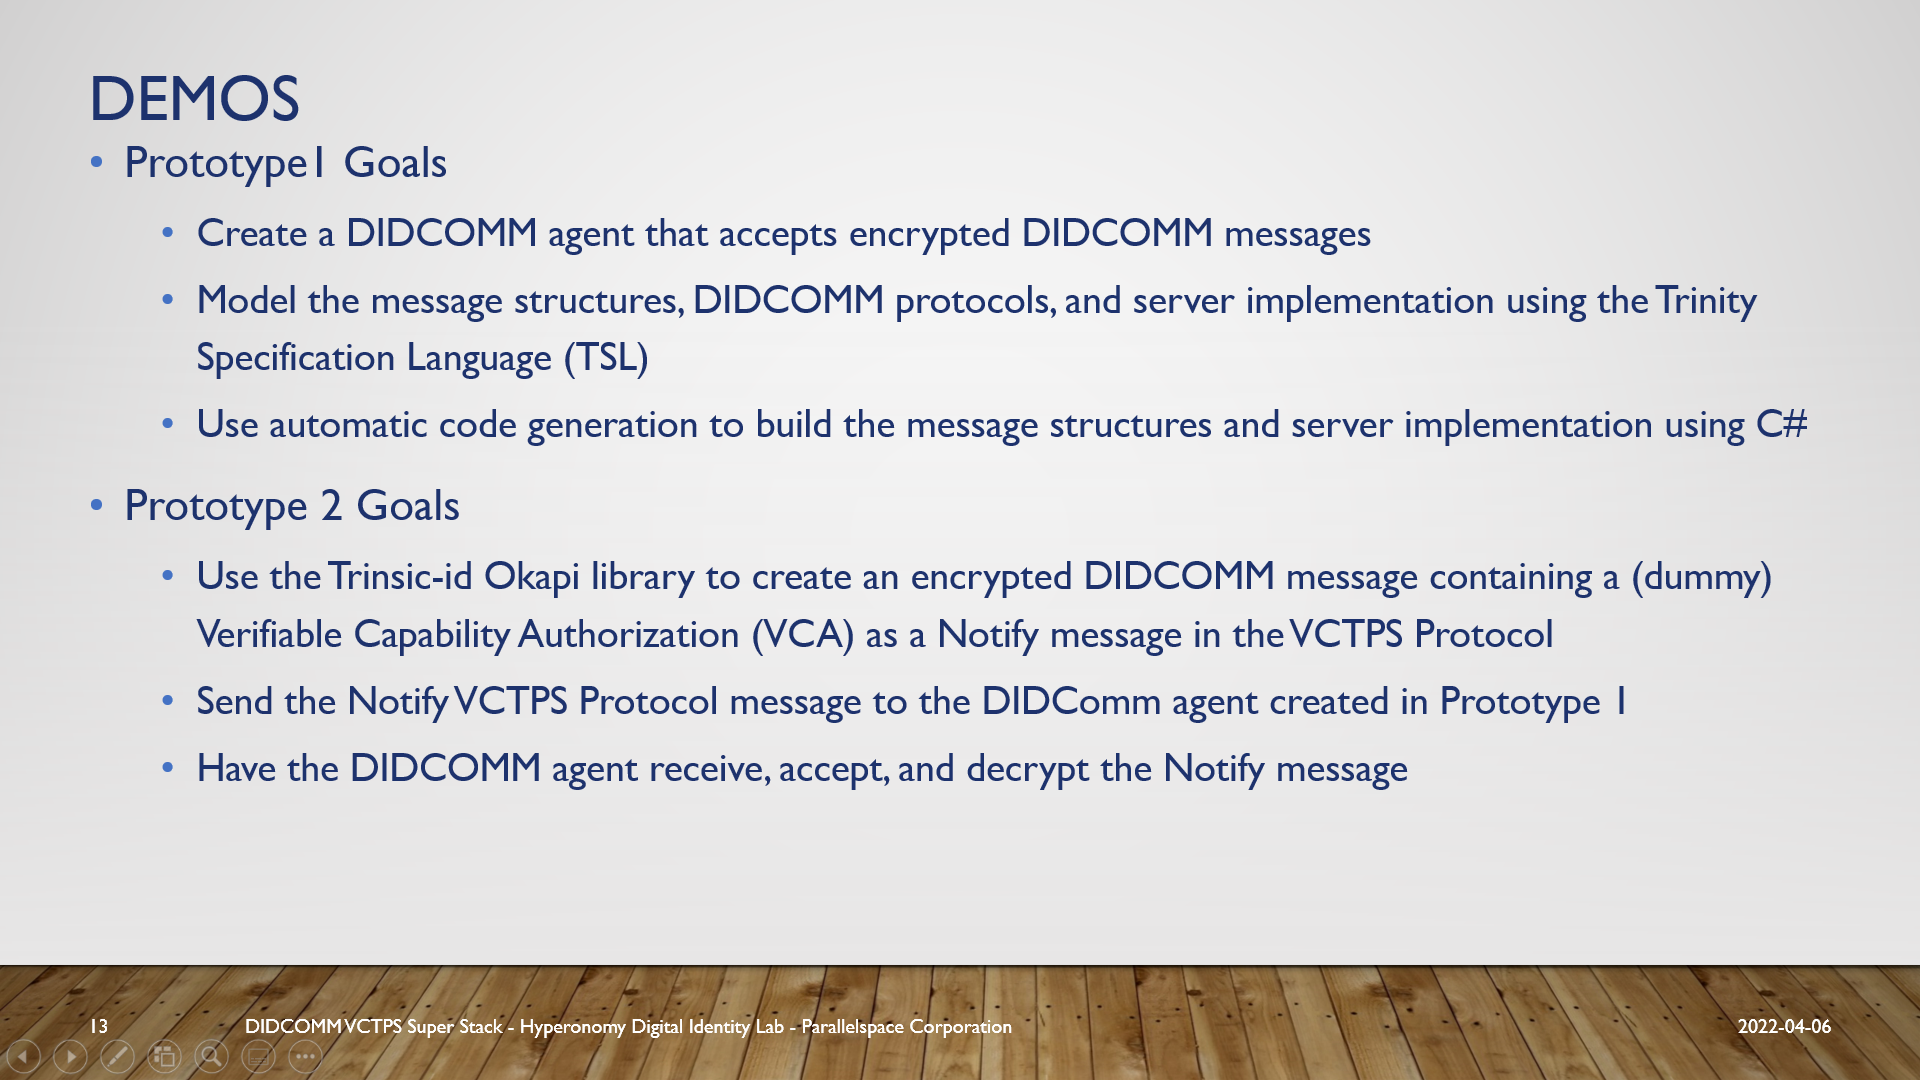 DEMOS
• Prototype1 Goals
• Create a DIDCOMM agent that accepts encrypted DIDCOMM messages
• Model the message structures, DIDCOMM protocols, and server implementation using the Trinity
Specification Language (TSL)
• Use automatic code generation to build the message structures and server implementation using C#
• Prototype 2 Goals
• Use the Trinsic-id Okapi library to create an encrypted DIDCOMM message containing a (dummy)
Verifiable Capability Authorization (VCA) as a Notify message in the VCTPS Protocol
• Send the Notify VCTPS Protocol message to the DIDComm agent created in Prototype 1
• Have the DIDCOMM agent receive, accept, and decrypt the Notify message
13 DIDCOMM VCTPS Super Stack - Hyperonomy Digital Identity Lab - Parallelspace Corporation 2022-04-06